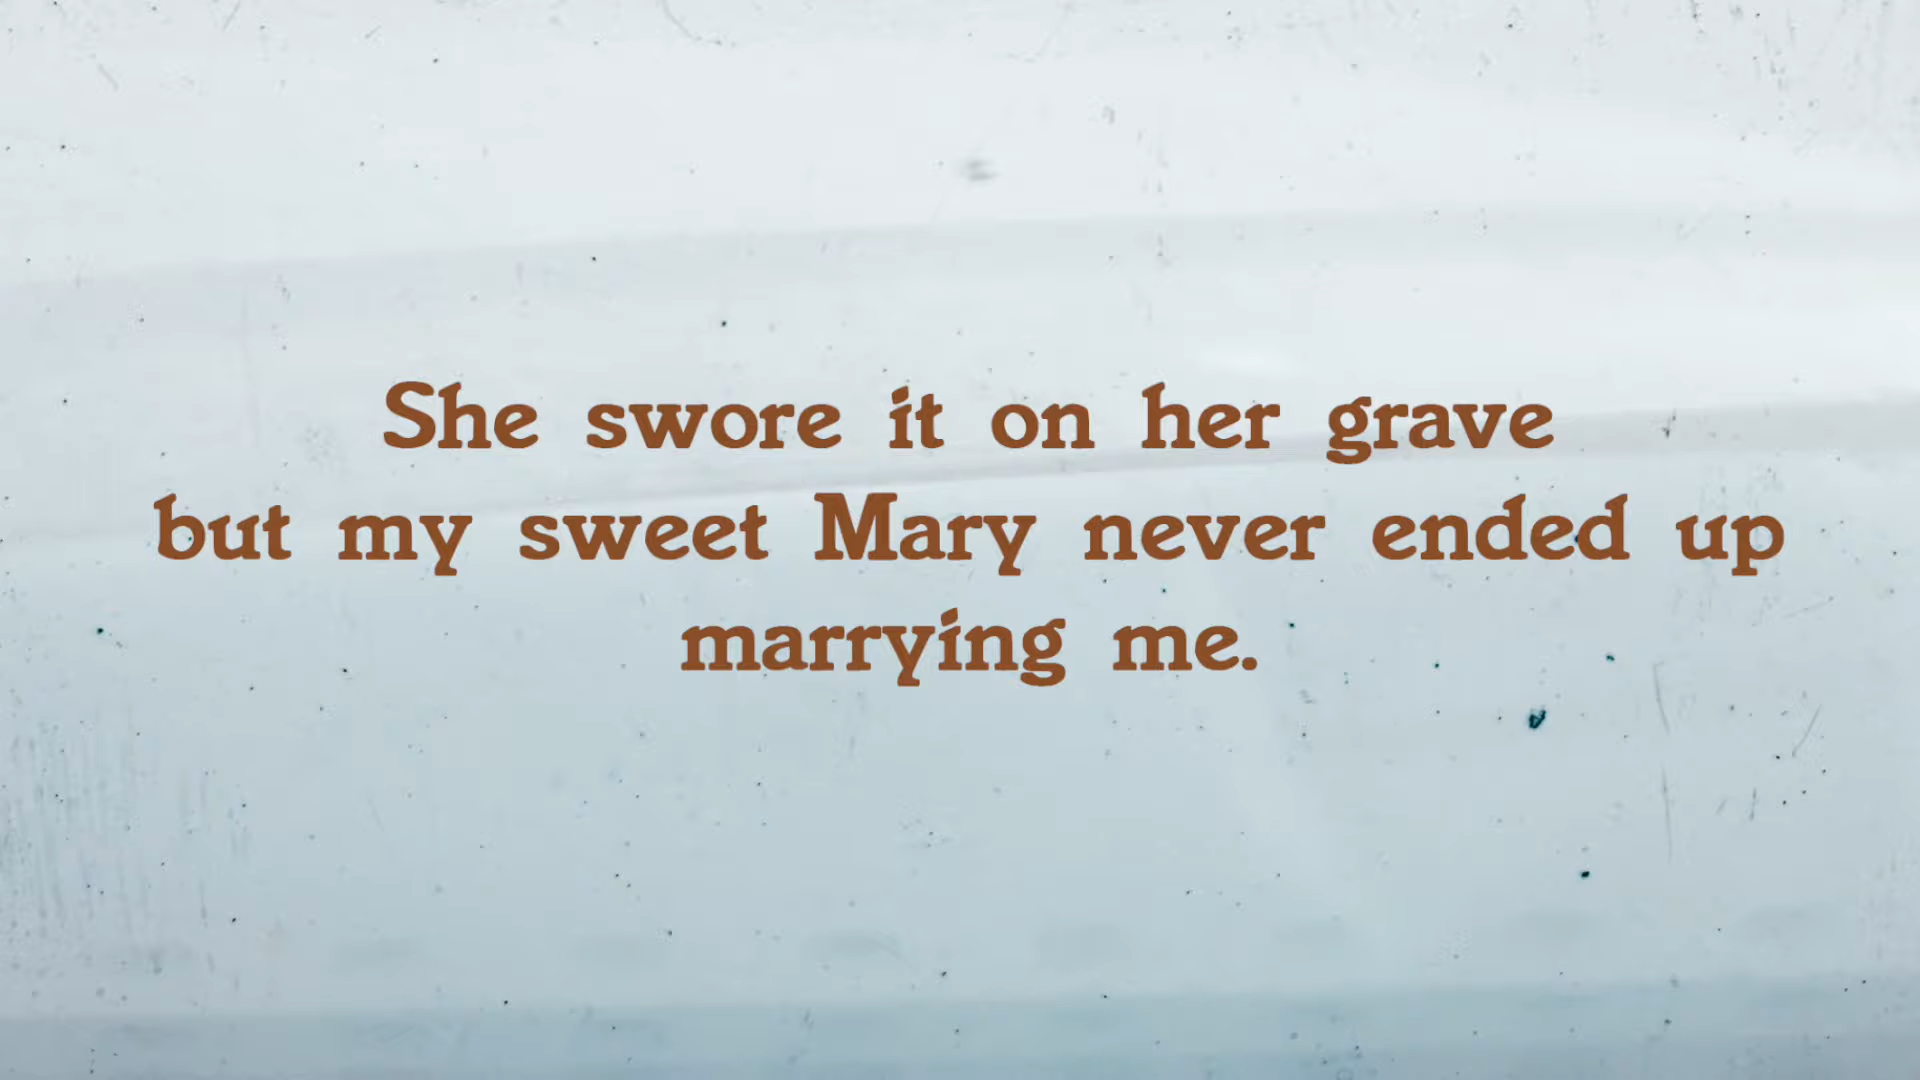 She swore it on her grave
but my sweet Mary never ended up
marrying me.